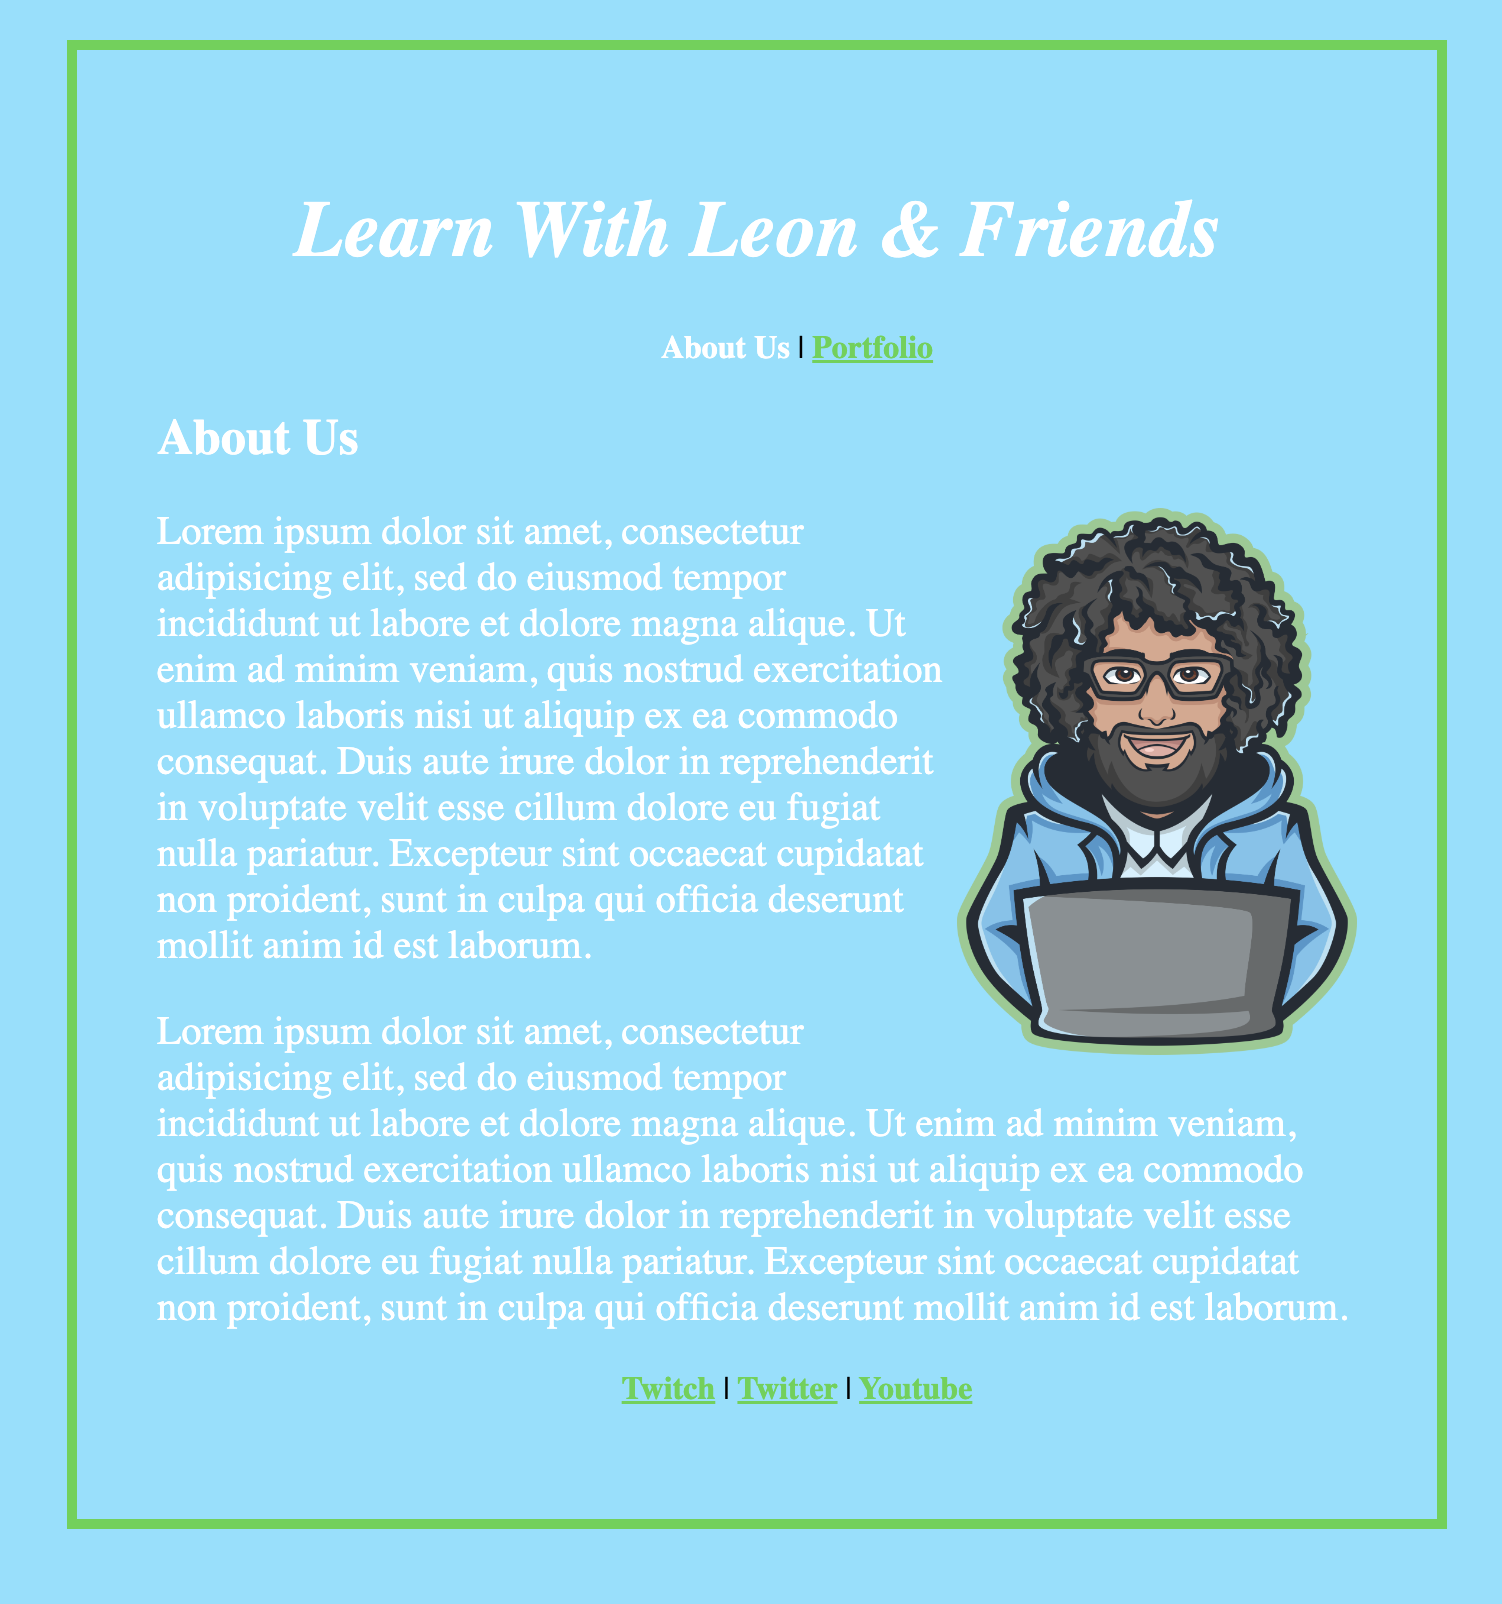 Learn With Leon & Friends
About Us | Portfolio
About Us
Lorem ipsum dolor sit amet, consectetur
adipisicing elit, sed do eiusmod tempor
incididunt ut labore et dolore magna alique. Ut
enim ad minim veniam, quis nostrud exercitation
ullamco laboris nisi ut aliquip ex ea commodo
consequat. Duis aute irure dolor in reprehenderit
in voluptate velit esse cillum dolore eu fugiat
nulla pariatur. Excepteur sint occaecat cupidatat
non proident, sunt in culpa qui officia deserunt
mollit anim id est laborum.
Lorem ipsum dolor sit amet, consectetur
adipisicing elit, sed do eiusmod tempor
incididunt ut labore et dolore magna alique. Ut enim ad minim veniam,
quis nostrud exercitation ullamco laboris nisi ut aliquip ex ea commodo
consequat. Duis aute irure dolor in reprehenderit in voluptate velit esse
cillum dolore eu fugiat nulla pariatur. Excepteur sint occaecat cupidatat
non proident, sunt in culpa qui officia deserunt mollit anim id est laborum.
Twitch | Twitter | Youtube